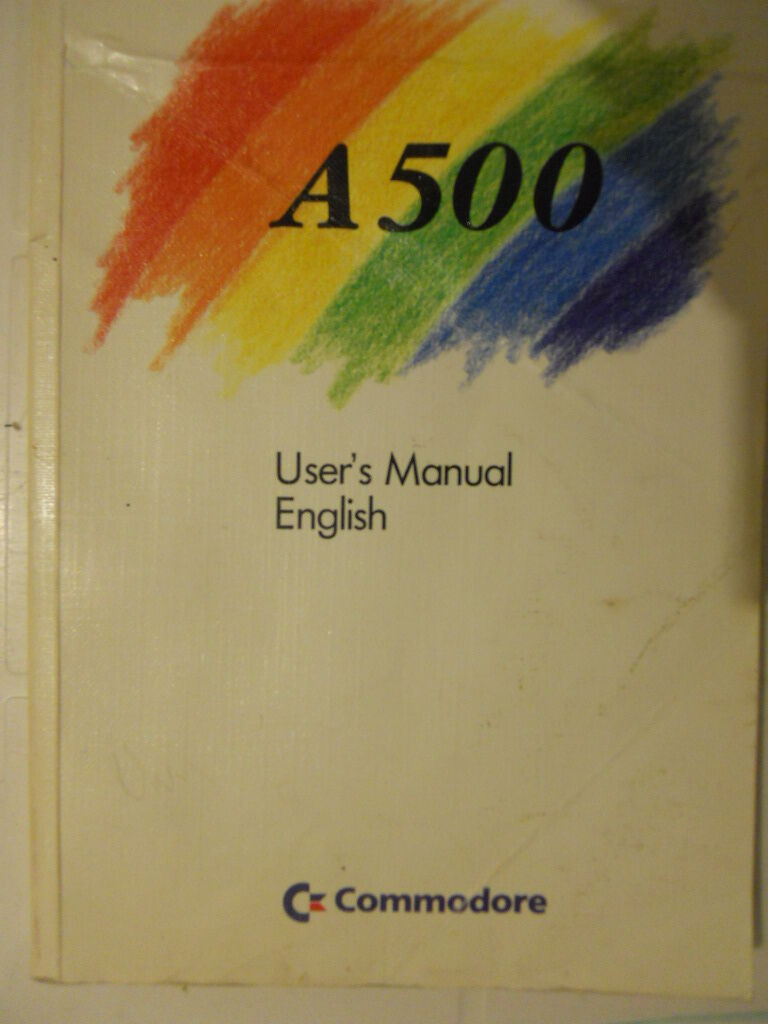 A500
User's Manual
English
Commodore